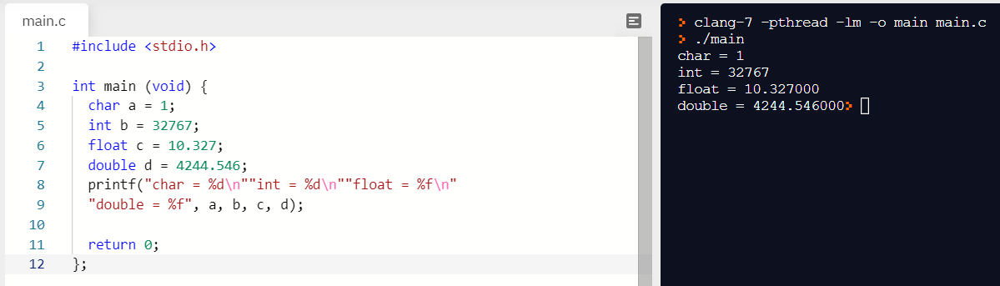 main.c
1 #include <stdio.h>
2
3 int main (void) {
4 char a = 1;
5 int b = 32767;
6 float c = 10.327;
7 double d = 4244.546;
8 printf("char = %d\n""int = %d\n""float = %f\n"
9 "double = %f", a, b, c, d);
10
11 return 0;
12 };
> clang-7 -pthread -lm -o main main.c
> ./main
char = 1
int = 32767
float = 10.327000
double = 4244.546000>